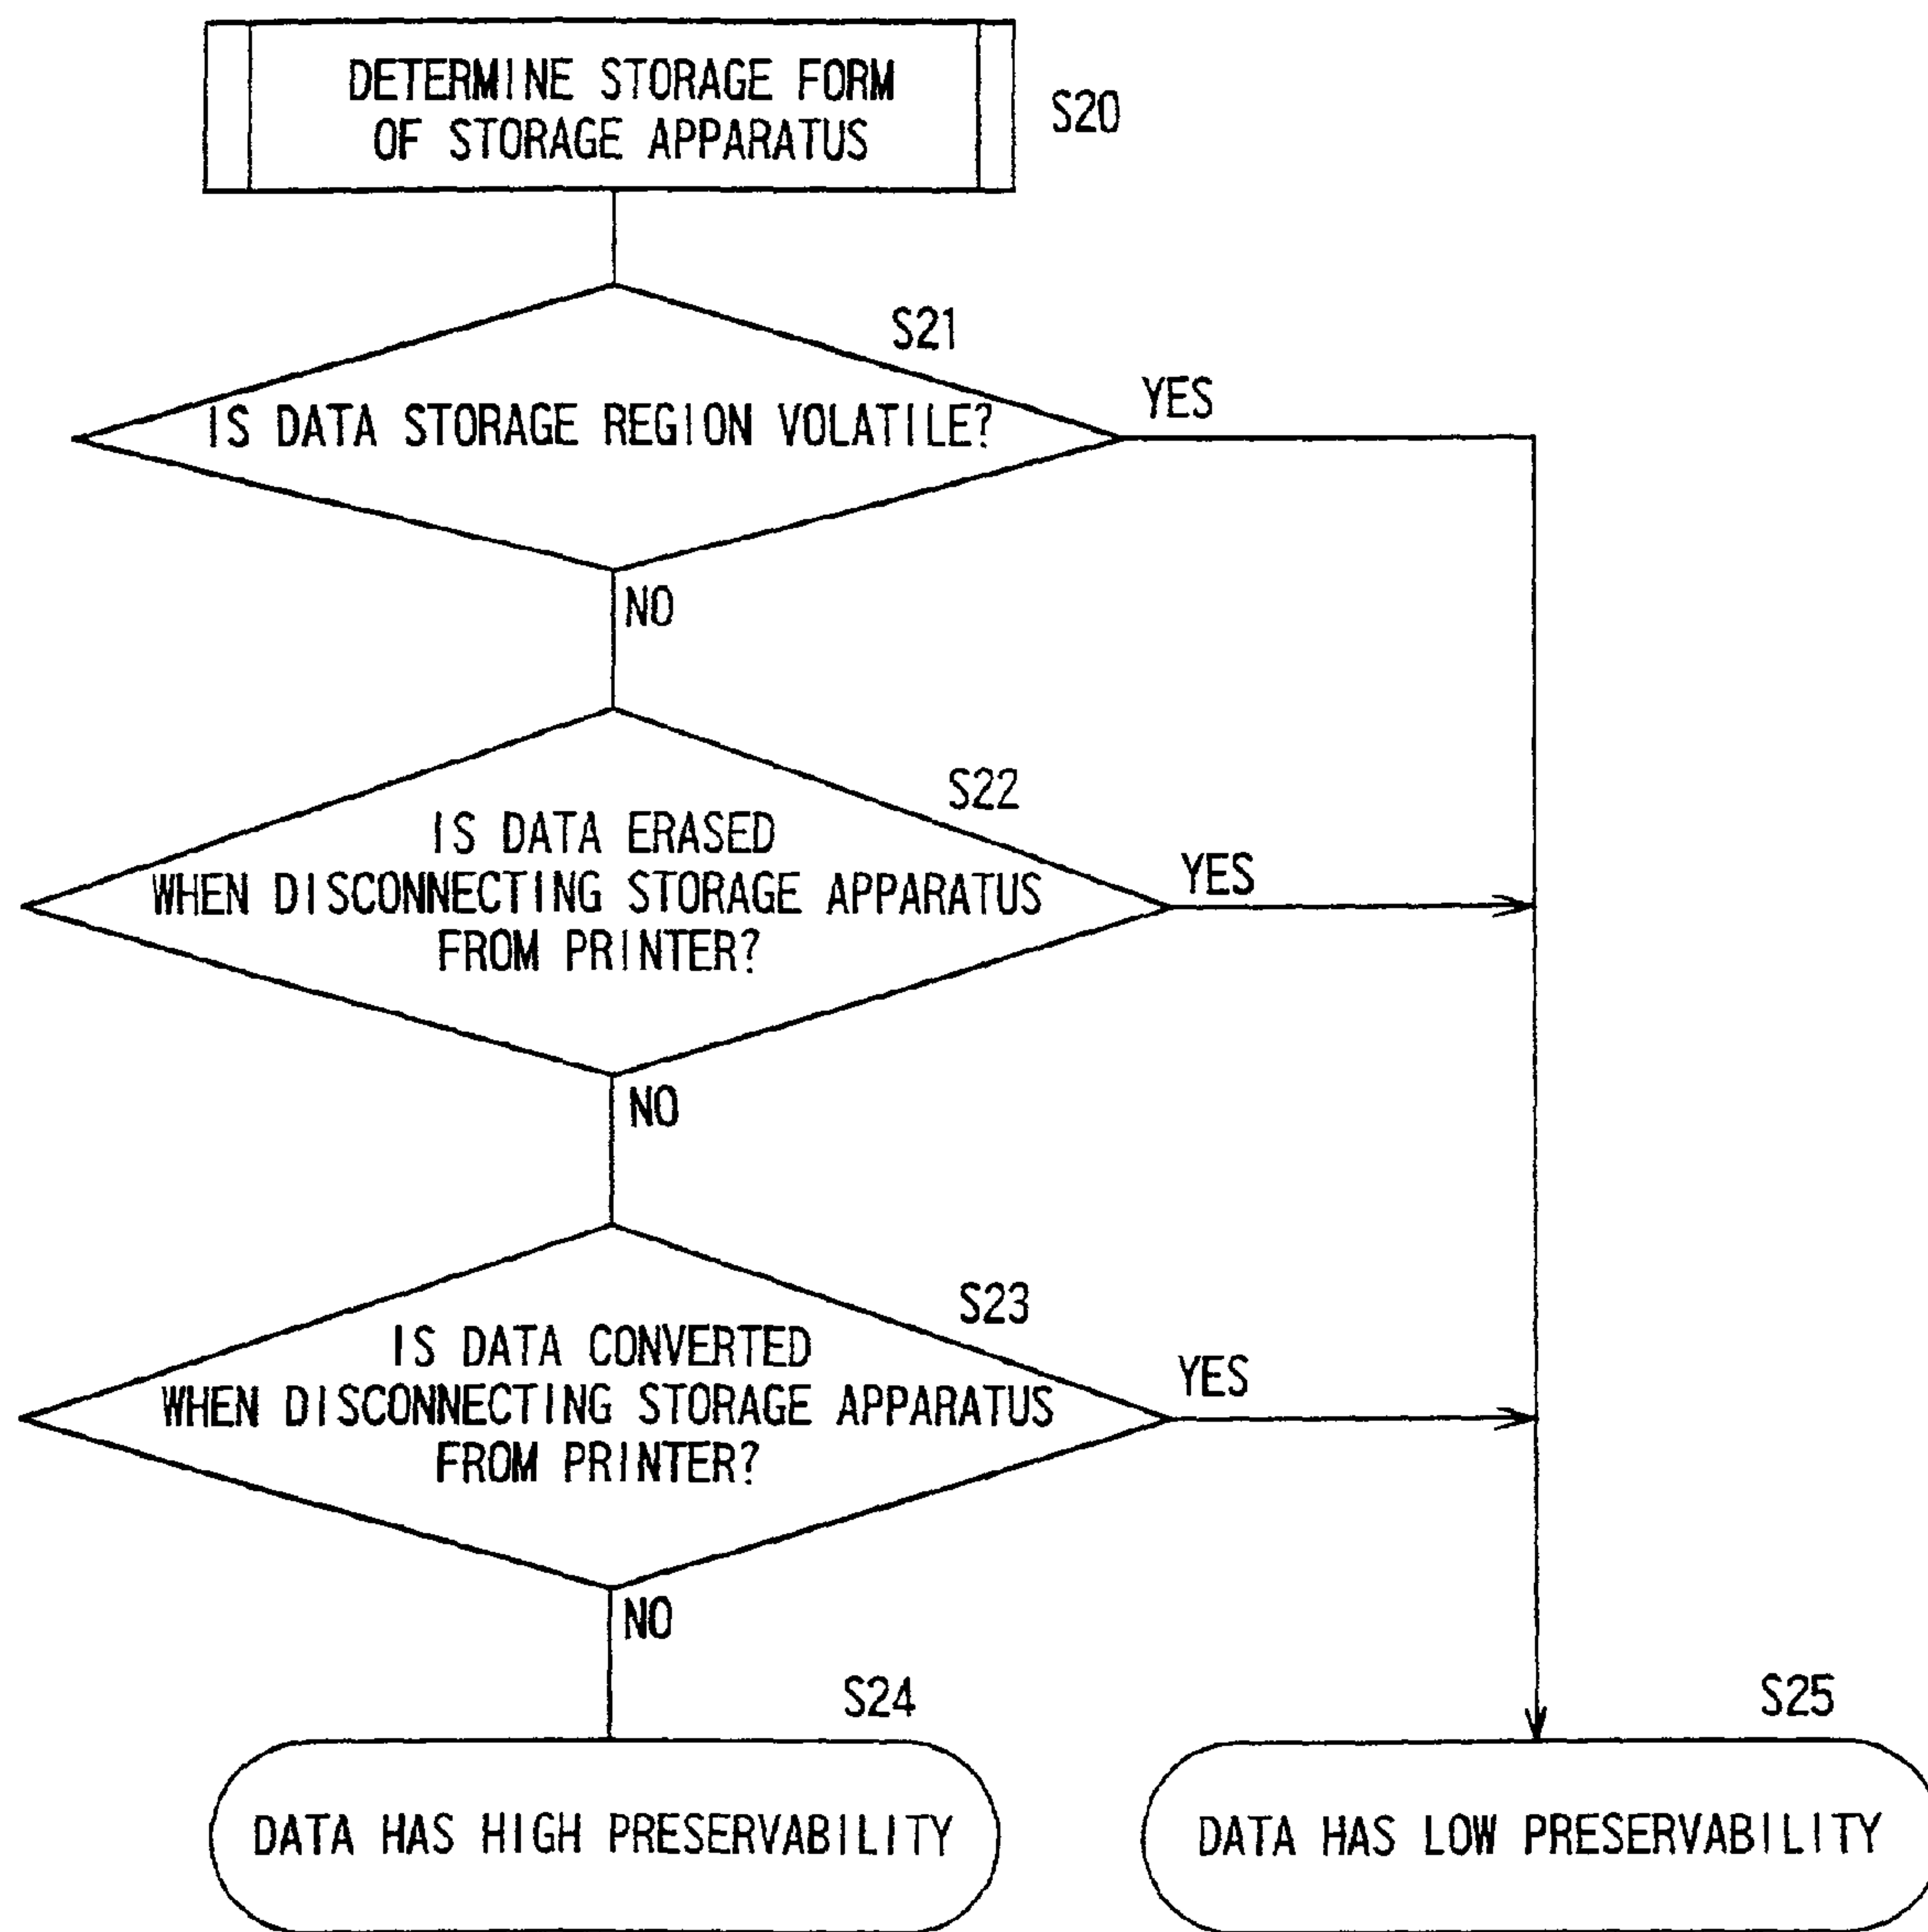 DETERMINE STORAGE FORM
OF STORAGE APPARATUS
S20
S21
IS DATA STORAGE REGION VOLATILE?
YES
NO
S22
IS DATA ERASED
WHEN DISCONNECTING STORAGE APPARATUS
FROM PRINTER?
YES
NO
S23
IS DATA CONVERTED
WHEN DISCONNECTING STORAGE APPARATUS
FROM PRINTER?
YES
NO
S24
DATA HAS HIGH PRESERVABILITY
S25
DATA HAS LOW PRESERVABILITY